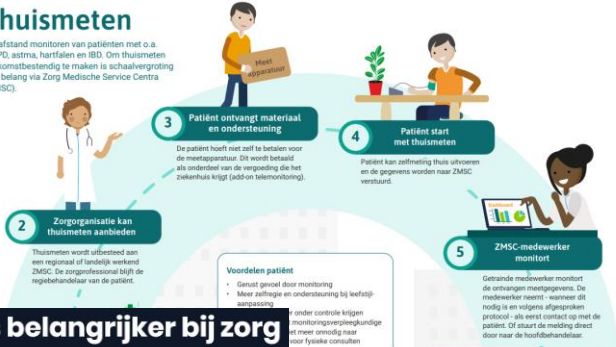 huismeten
afstand monitoren van patiënten met o.a.
PD, astma, hartfalen en IBD. Om thuismeten
komstbestendig te maken is schaalvergroting
belang via Zorg Medische Service Centra
MSC).
Meet
apparatuur
3
Patiënt ontvangt materiaal
en ondersteuning
De patiënt hoeft niet zelf te betalen voor
de meetapparatuur. Dit wordt betaald
als onderdeel van de vergoeding die het
ziekenhuis krijgt (add-on telemonitoring).
4
Patiënt start
met thuismeten
Patiënt kan zelfmeting thuis uitvoeren
en de gegevens worden naar ZMSC
verstuurd.
2
Zorgorganisatie kan
thuismeten aanbieden
Thuismeten wordt uitbesteed aan
een regionaal of landelijk werkend
ZMSC. De zorgprofessional blijft de
regiebehandelaar van de patiënt.
Dashboard
5
ZMSC-medewerker
monitort
Getrainde medewerker monitort
de ontvangen meetgegevens. De
medewerker neemt - wanneer dit
nodig is en volgens afgesproken
protocol - als eerst contact op met de
patiënt. Of stuurt de melding direct
door naar de hoofdbehandelaar.
Voordelen patiënt
• Gerust gevoel door monitoring
• Meer zelfregie en ondersteuning bij leefstijl-
aanpassing
er onder controle krijgen
monitoringsverpleegkundige
et meer onnodig naar
voor fysieke consulten
s belangrijker bij zorg